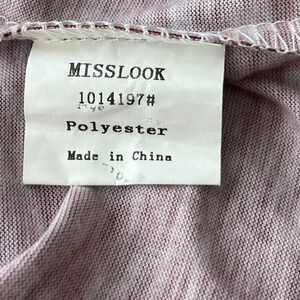 MISSLOOK
1014197#
Polyester
Made in China